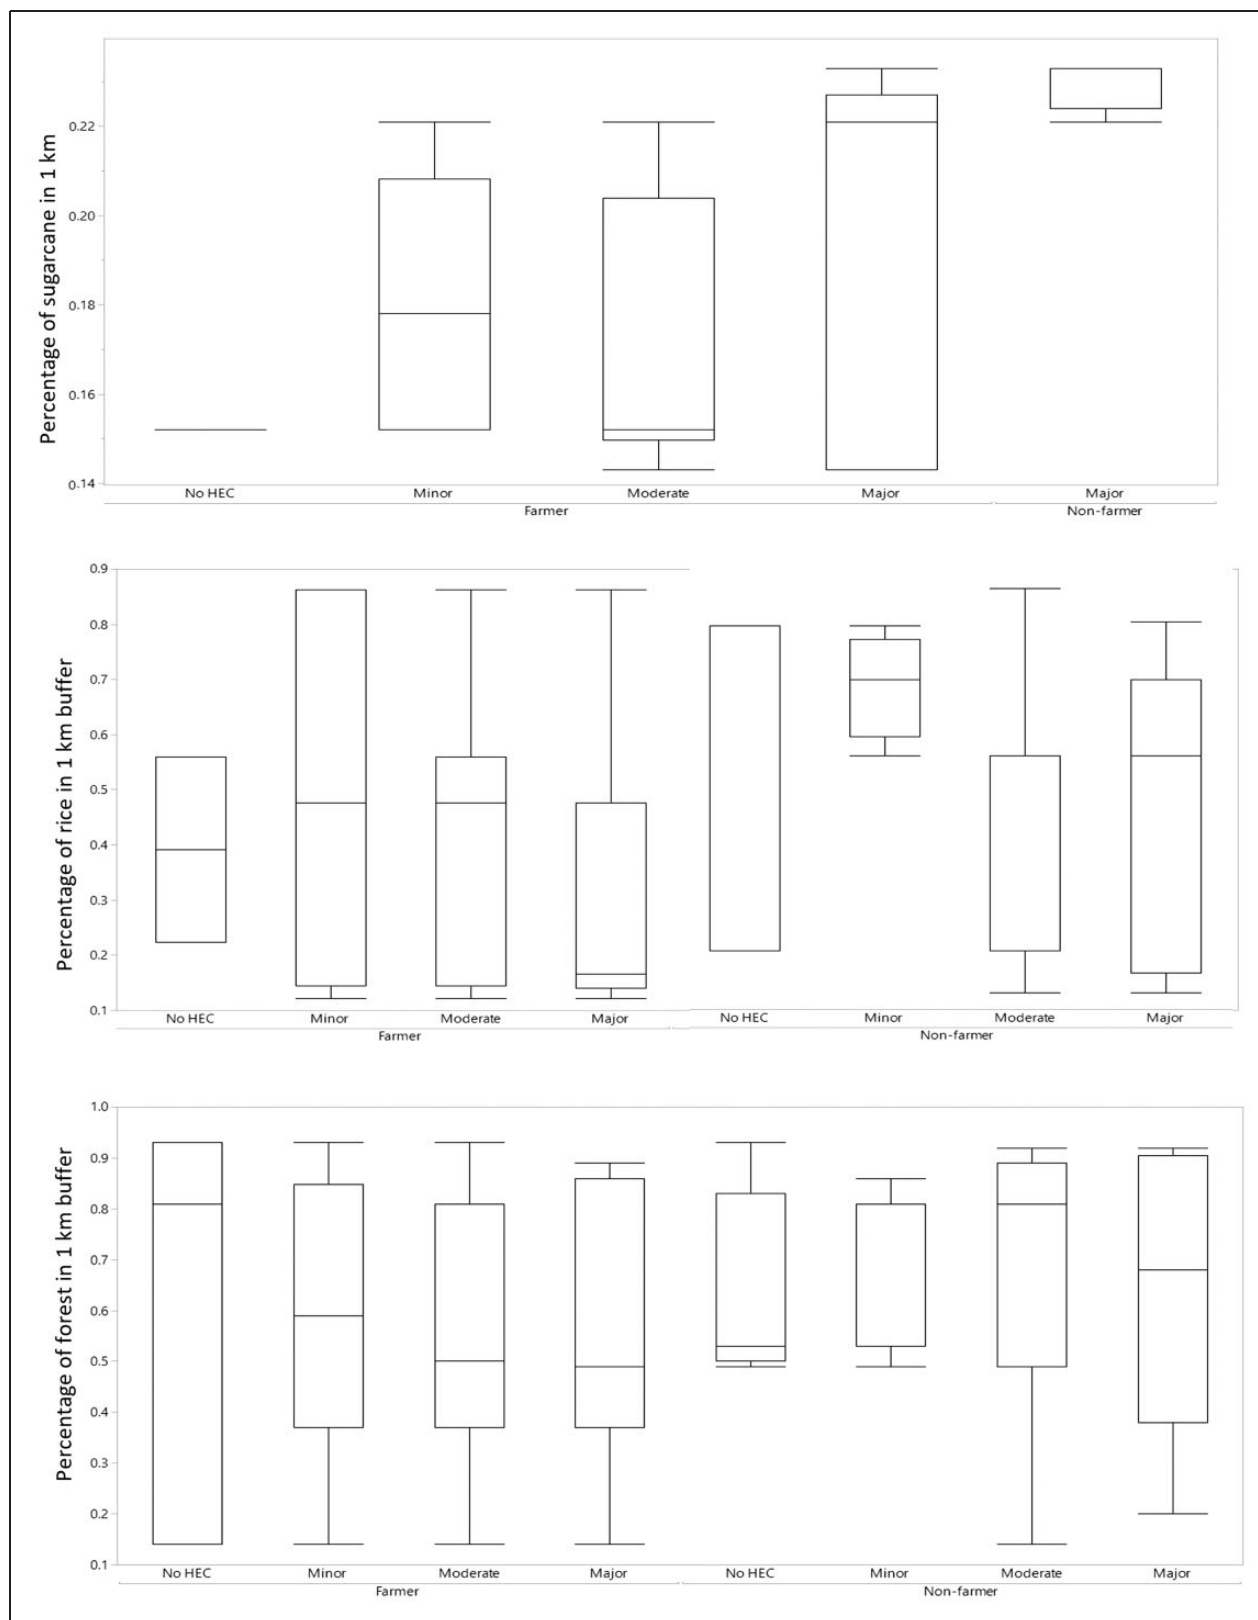 Percentage of sugarcane in 1 km
0.22
0.20
0.18
0.16
0.14
No HEC Minor Moderate Major Major
Farmer Non-farmer
Percentage of rice in 1 km buffer
0.9
0.8
0.7
0.6
0.5
0.4
0.3
0.2
0.1
No HEC Minor Moderate Major No HEC Minor Moderate Major
Farmer Non-farmer
Percentage of forest in 1 km buffer
1.0
0.9
0.8
0.7
0.6
0.5
0.4
0.3
0.2
0.1
No HEC Minor Moderate Major No HEC Minor Moderate Major
Farmer Non-farmer